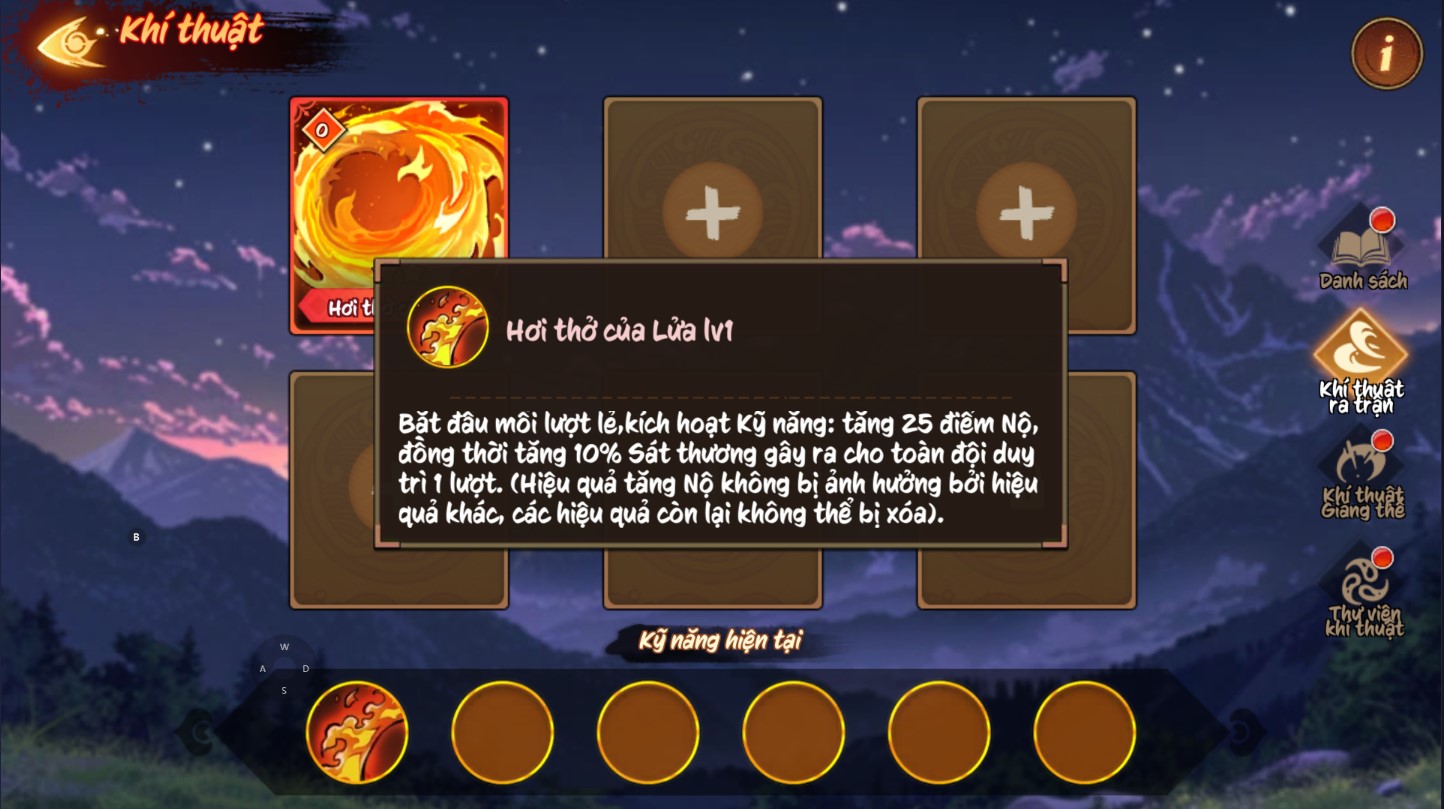 Khí thuật
i
0
Hơi th
Hơi thở của Lửa lv1
Bắt đầu mỗi lượt lẻ,kích hoạt Kỹ năng: tăng 25 điểm Nộ,
đồng thời tăng 10% Sát thương gây ra cho toàn đội duy
trì 1 lượt. (Hiệu quả tăng Nộ không bị ảnh hưởng bởi hiệu
quả khác, các hiệu quả còn lại không thể bị xóa).
Danh sách
Khí thuật
ra trận
Khí thuật
Giáng thế
Thư viện
khí thuật
B
Kỹ năng hiện tại
W
A
D
S